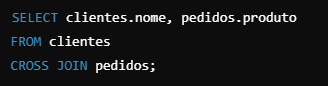 SELECT clientes.nome, pedidos.produto
FROM clientes
CROSS JOIN pedidos;